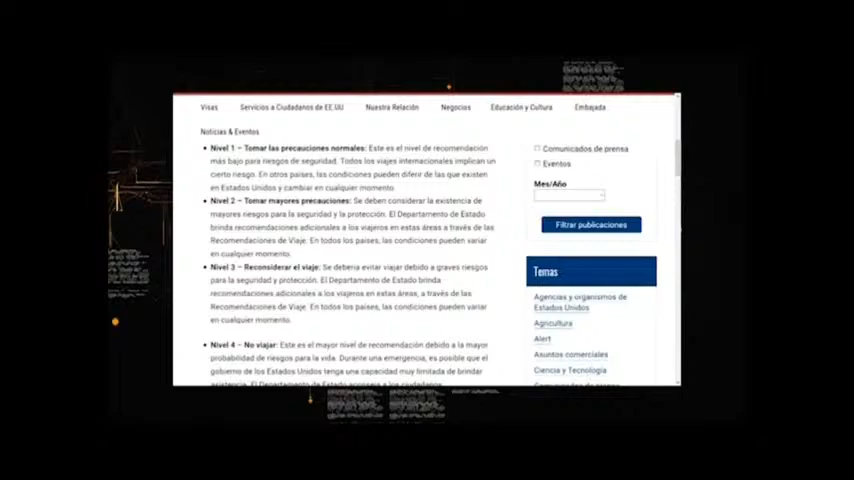 Visas Servicios a Ciudadanos de EE.UU Nuestra Relación Negocios Educación y Cultura Embajada
Noticias & Eventos
Nivel 1 – Tomar las precauciones normales: Este es el nivel de recomendación
más bajo para riesgos de seguridad. Todos los viajes internacionales implican un
cierto riesgo. En otros países, las condiciones pueden diferir de las que existen
en Estados Unidos y cambiar en cualquier momento.
Nivel 2 – Tomar mayores precauciones: Se deben considerar la existencia de
mayores riesgos para la seguridad y la protección. El Departamento de Estado
brinda recomendaciones adicionales a los viajeros en estas áreas a través de las
Recomendaciones de Viaje. En todos los países, las condiciones pueden variar
en cualquier momento.
Nivel 3 – Reconsiderar el viaje: Se debería evitar viajar debido a graves riesgos
para la seguridad y protección. El Departamento de Estado brinda
recomendaciones adicionales a los viajeros en estas áreas, a través de las
Recomendaciones de Viaje. En todos los países, las condiciones pueden variar
en cualquier momento.
Nivel 4 – No viajar: Este es el mayor nivel de recomendación debido a la mayor
probabilidad de riesgos para la vida. Durante una emergencia, es posible que el
gobierno de los Estados Unidos tenga una capacidad muy limitada de brindar
asistencia. El Departamento de Estado aconseja a los ciudadanos
Comunicados de prensa
Eventos
Mes/Año
Filtrar publicaciones
Temas
Agencias y organismos de
Estados Unidos
Agricultura
Alert
Asuntos comerciales
Ciencia y Tecnología
Comunicados de prensa